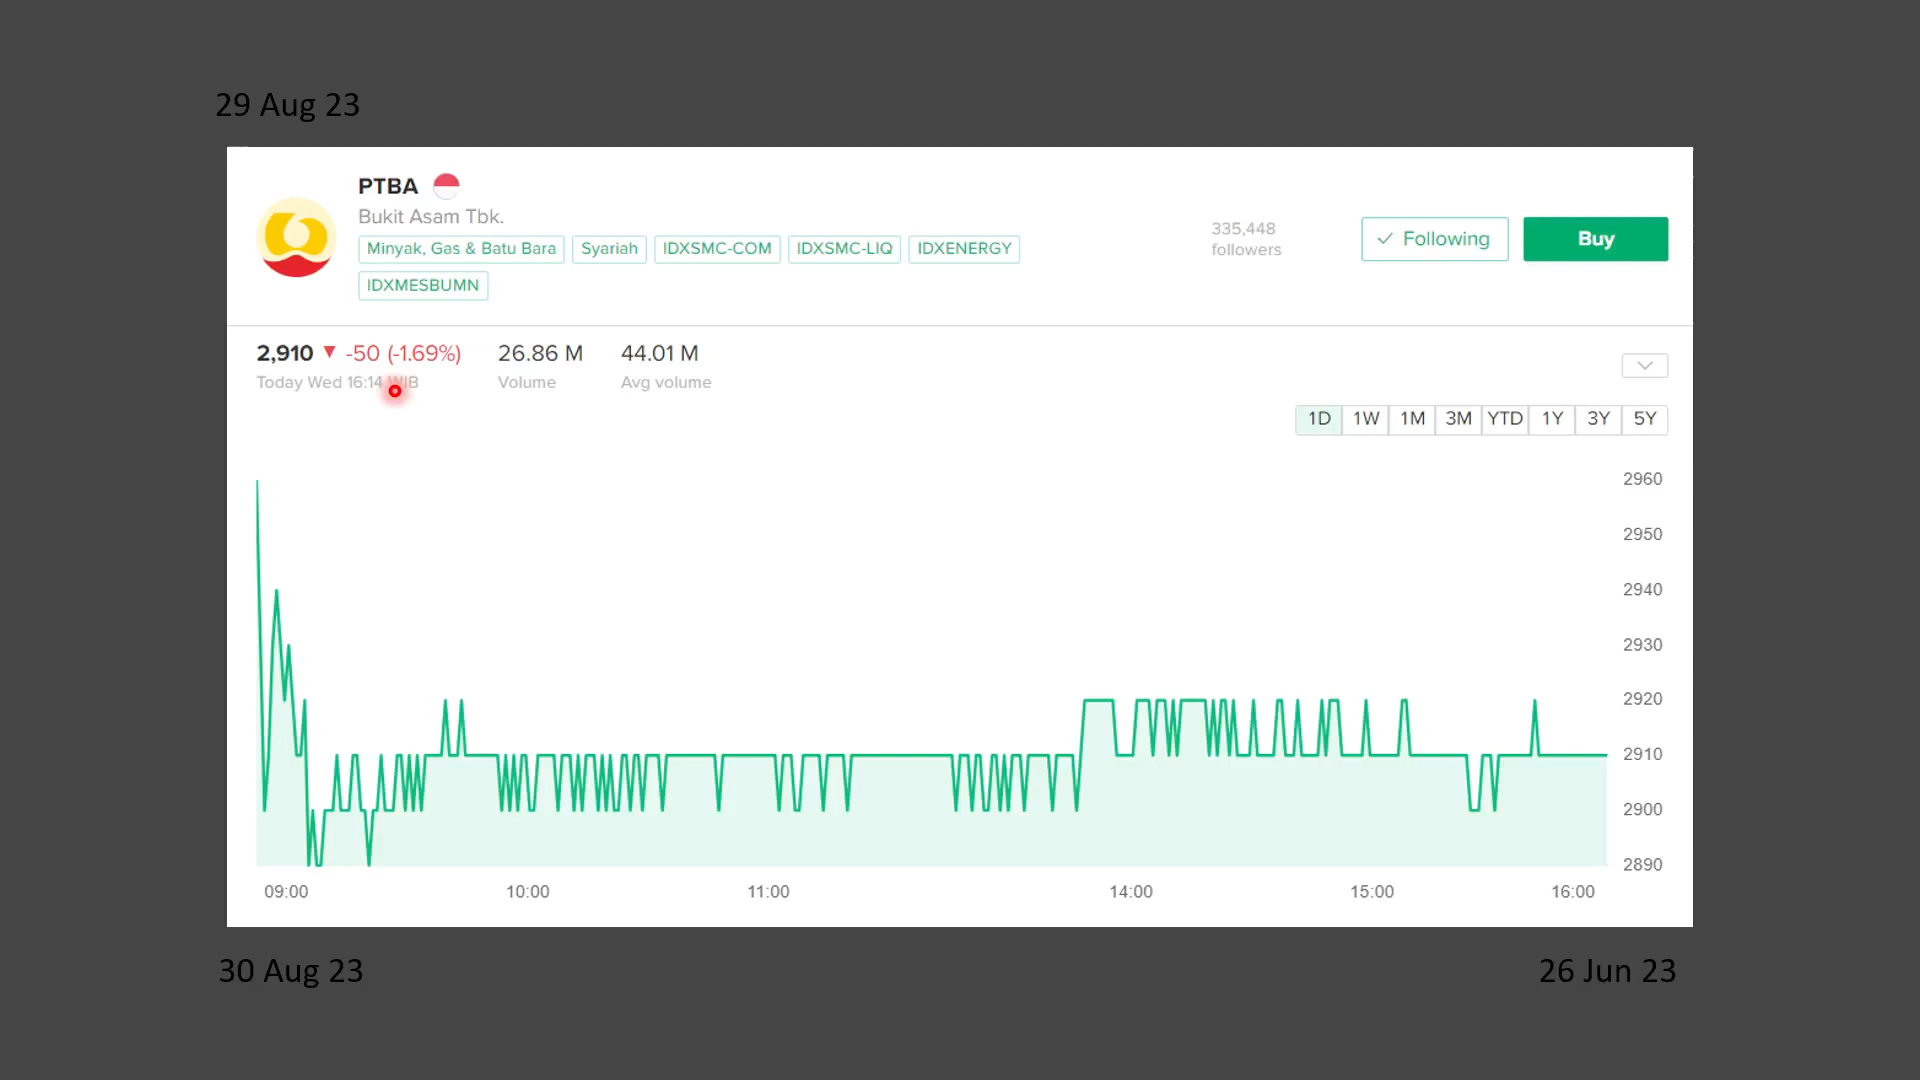 29 Aug 23
PTBA
Bukit Asam Tbk.
Minyak, Gas & Batu Bara Syariah IDXSMC-COM IDXSMC-LIQ IDXENERGY
IDXMESBUMN
335,448
followers
Following
Buy
2,910 ▼ -50 (-1.69%) 26.86 M 44.01 M
Today Wed 16:14 WIB Volume Avg volume
1D 1W 1M 3M YTD 1Y 3Y 5Y
2960
2950
2940
2930
2920
2910
2900
2890
09:00 10:00 11:00 14:00 15:00 16:00
30 Aug 23 26 Jun 23